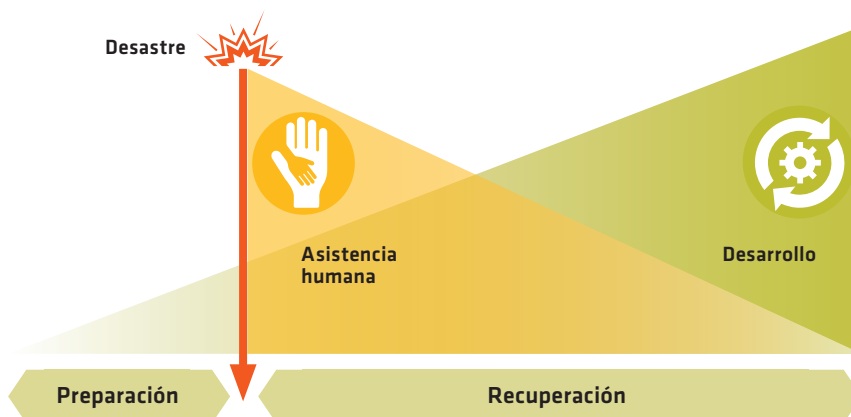 Desastre
Asistencia
humana
Desarrollo
Preparación
Recuperación